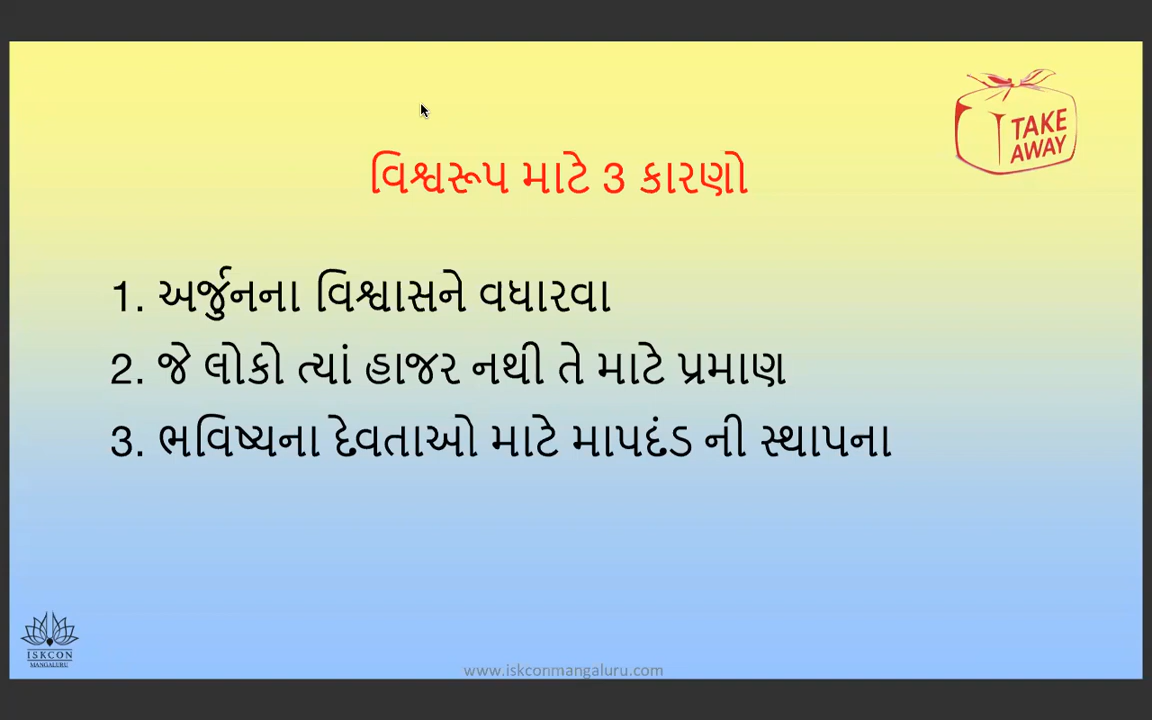 TAKE
AWAY
વિશ્વરૂપ માટે 3 કારણો
1. અર્જુનના વિશ્વાસને વધારવા
2. જે લોકો ત્યાં હાજર નથી તે માટે પ્રમાણ
3. ભવિષ્યના દેવતાઓ માટે માપદંડ ની સ્થાપના
ISKCON
MANGALURU
www.iskconmangaluru.com